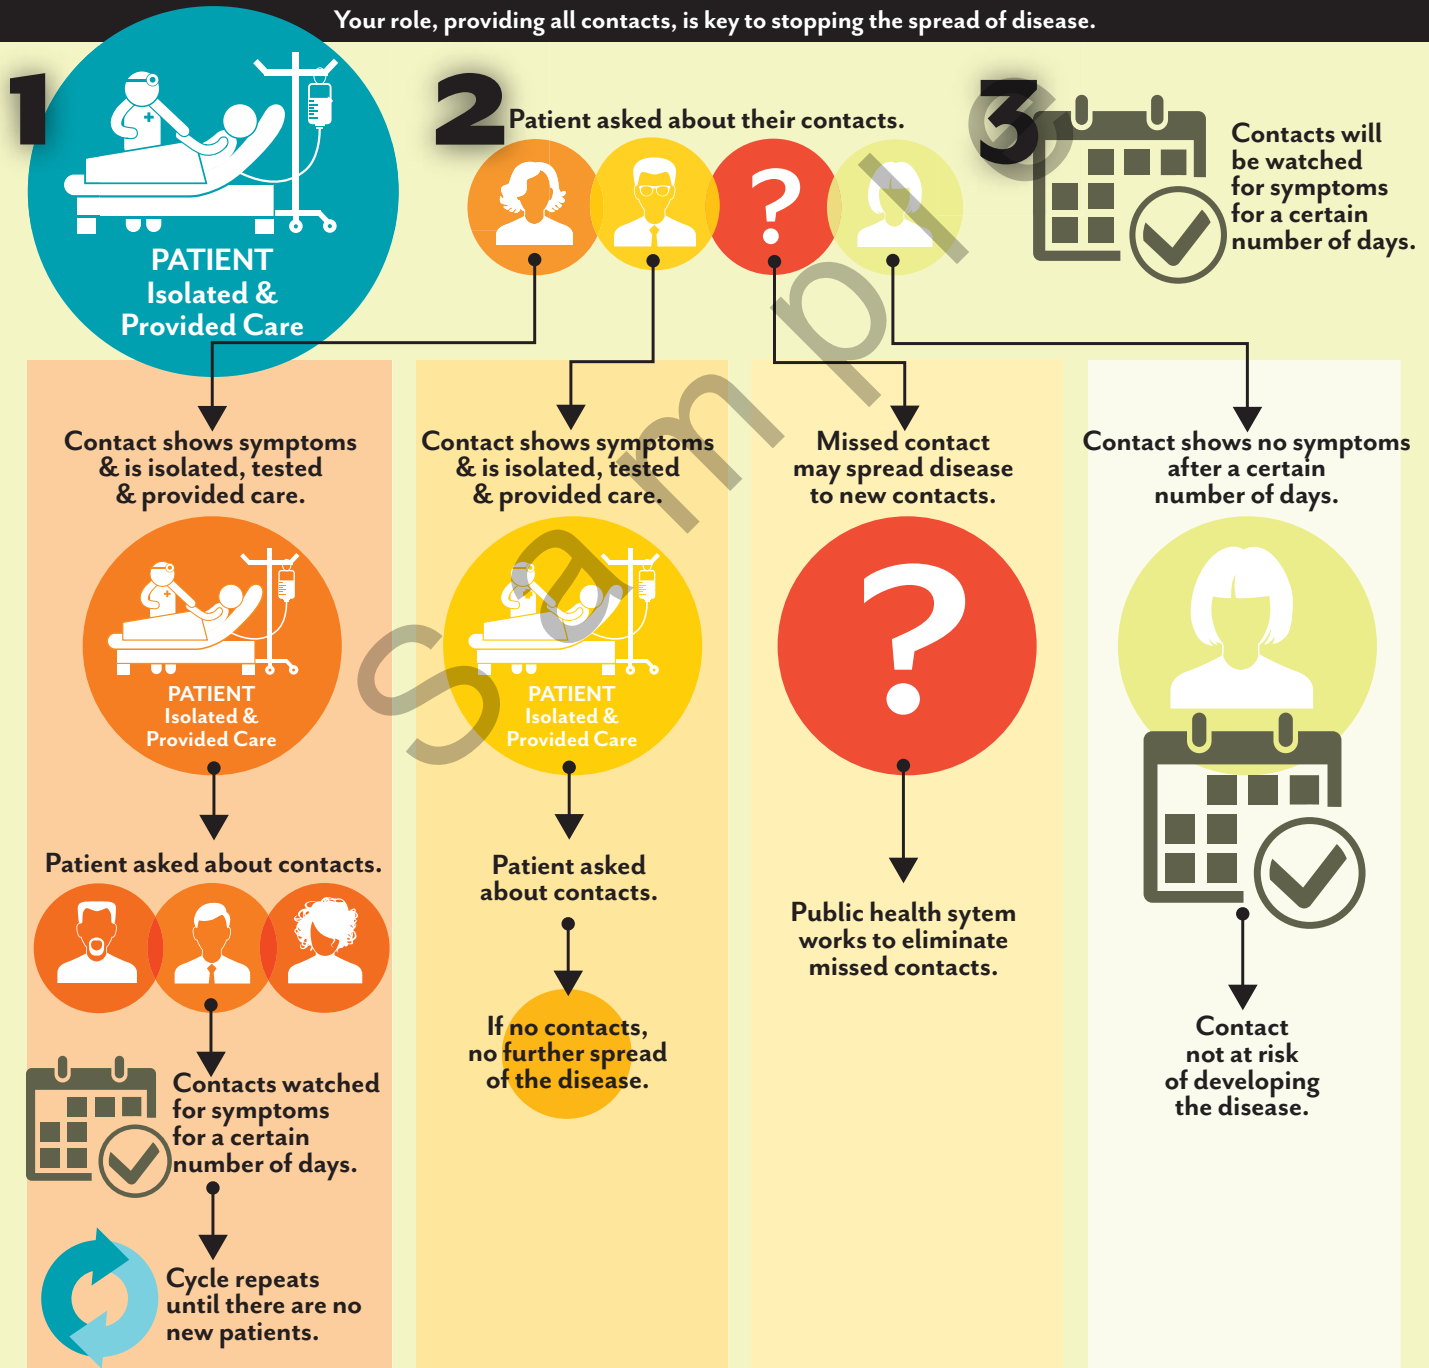 Your role, providing all contacts, is key to stopping the spread of disease.
1
PATIENT
Isolated &
Provided Care
2
Patient asked about their contacts.
?
3
Contacts will
be watched
for symptoms
for a certain
number of days.
Contact shows symptoms
& is isolated, tested
& provided care.
PATIENT
Isolated &
Provided Care
Patient asked about contacts.
Contacts watched
for symptoms
for a certain
number of days.
Cycle repeats
until there are no
new patients.
Contact shows symptoms
& is isolated, tested
& provided care.
PATIENT
Isolated &
Provided Care
Patient asked
about contacts.
If no contacts,
no further spread
of the disease.
Missed contact
may spread disease
to new contacts.
?
Public health sytem
works to eliminate
missed contacts.
Contact shows no symptoms
after a certain
number of days.
Contact
not at risk
of developing
the disease.
Sample